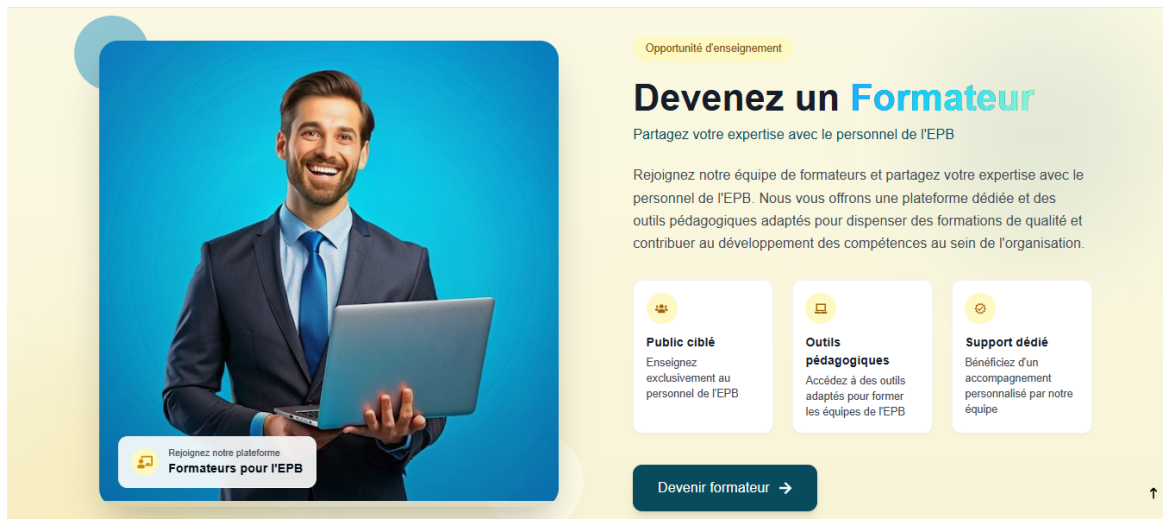 Opportunité d'enseignement
Devenez un Formateur
Partagez votre expertise avec le personnel de l'EPB
Rejoignez notre équipe de formateurs et partagez votre expertise avec le
personnel de l'EPB. Nous vous offrons une plateforme dédiée et des
outils pédagogiques adaptés pour dispenser des formations de qualité et
contribuer au développement des compétences au sein de l'organisation.
Public ciblé
Enseignez
exclusivement au
personnel de l'EPB
Outils
pédagogiques
Accédez à des outils
adaptés pour former
les équipes de l'EPB
Support dédié
Bénéficiez d'un
accompagnement
personnalisé par notre
équipe
Rejoignez notre plateforme
Formateurs pour l'EPB
Devenir formateur →